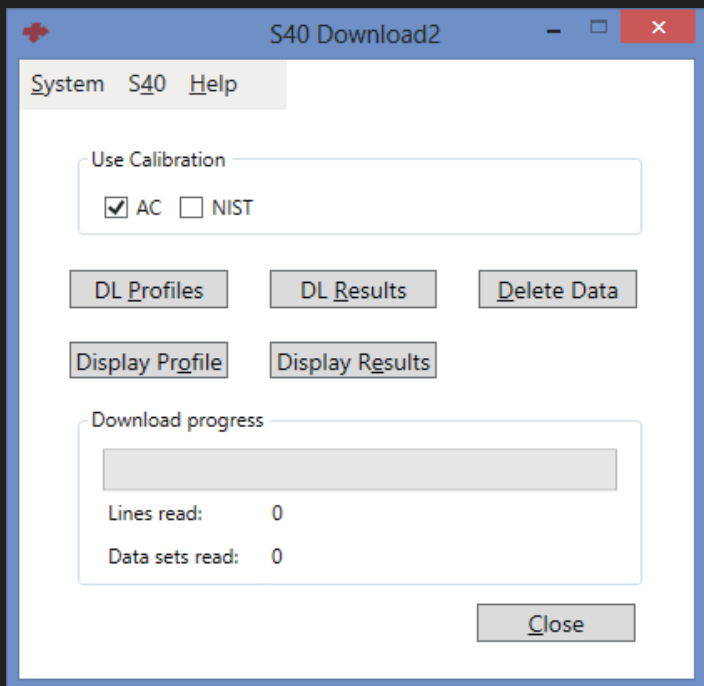 S40 Download2
System S40 Help
Use Calibration
AC NIST
DL Profiles DL Results Delete Data
Display Profile Display Results
Download progress
Lines read: 0
Data sets read: 0
Close